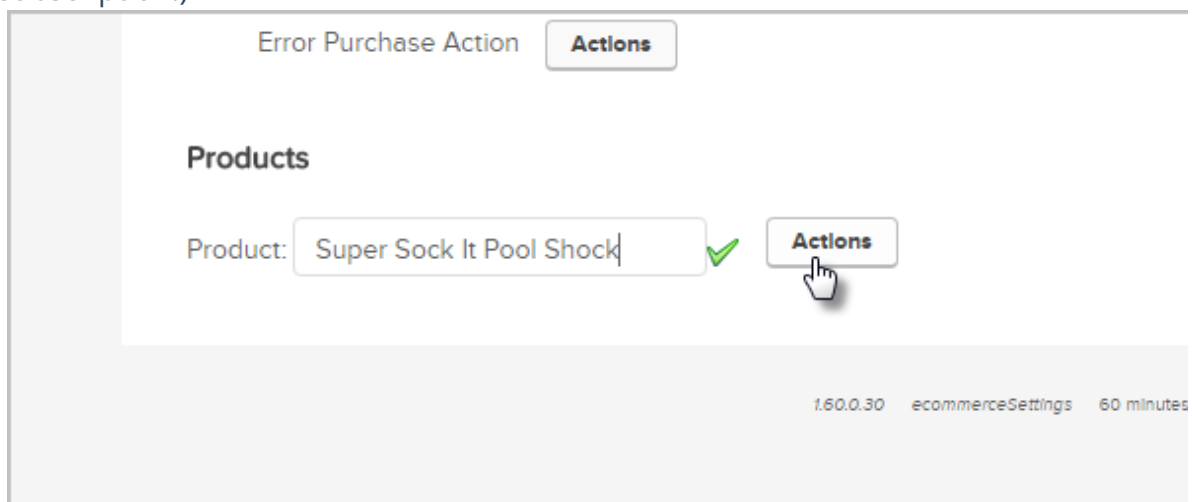 Error Purchase Action Actions
Products
Product: Super Sock It Pool Shock Actions
1.60.0.30 ecommerceSettings 60 minutes